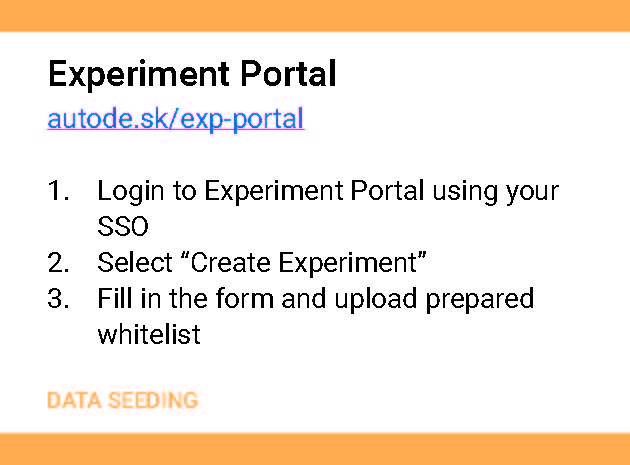 Experiment Portal
autode.sk/exp-portal
1. Login to Experiment Portal using your
SSO
2. Select “Create Experiment”
3. Fill in the form and upload prepared
whitelist
DATA SEEDING